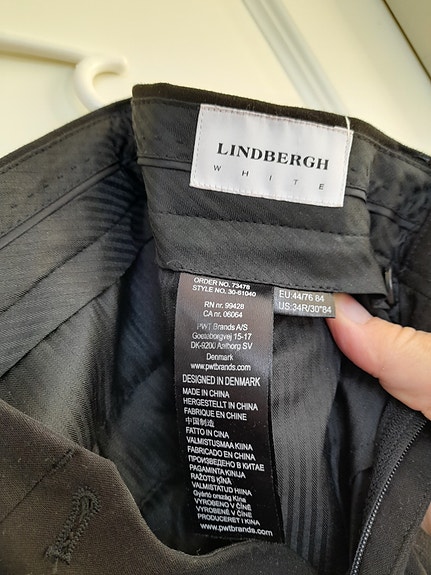 LINDBERGH
WHITE
ORDER NO. 73478
STYLE NO. 30-61040
RN nr. 99428
CA nr. 06064
PWT Brands A/S
Goeteborgvej 15-17
DK-9200 Aalborg SV
Denmark
www.pwtbrands.com
DESIGNED IN DENMARK
MADE IN CHINA
HERGESTELLT IN CHINA
FABRIQUE EN CHINE
中国制造
FATTO IN CINA
VALMISTUSMAA KIINA
FABRICADO EN CHINA
ПРОИЗВЕДЕНО В КИТАЕ
PAGAMINTA KINIJA
RAŽOTS ĶĪNA
VALMISTATUD HIINA
Gyártó ország Kína
VYROBENO V ČÍNE
VYROBENO V ČÍNE
PRODUCERET I KINA
www.pwtbrands.com
EU:44/76 84
US:34R/30"84